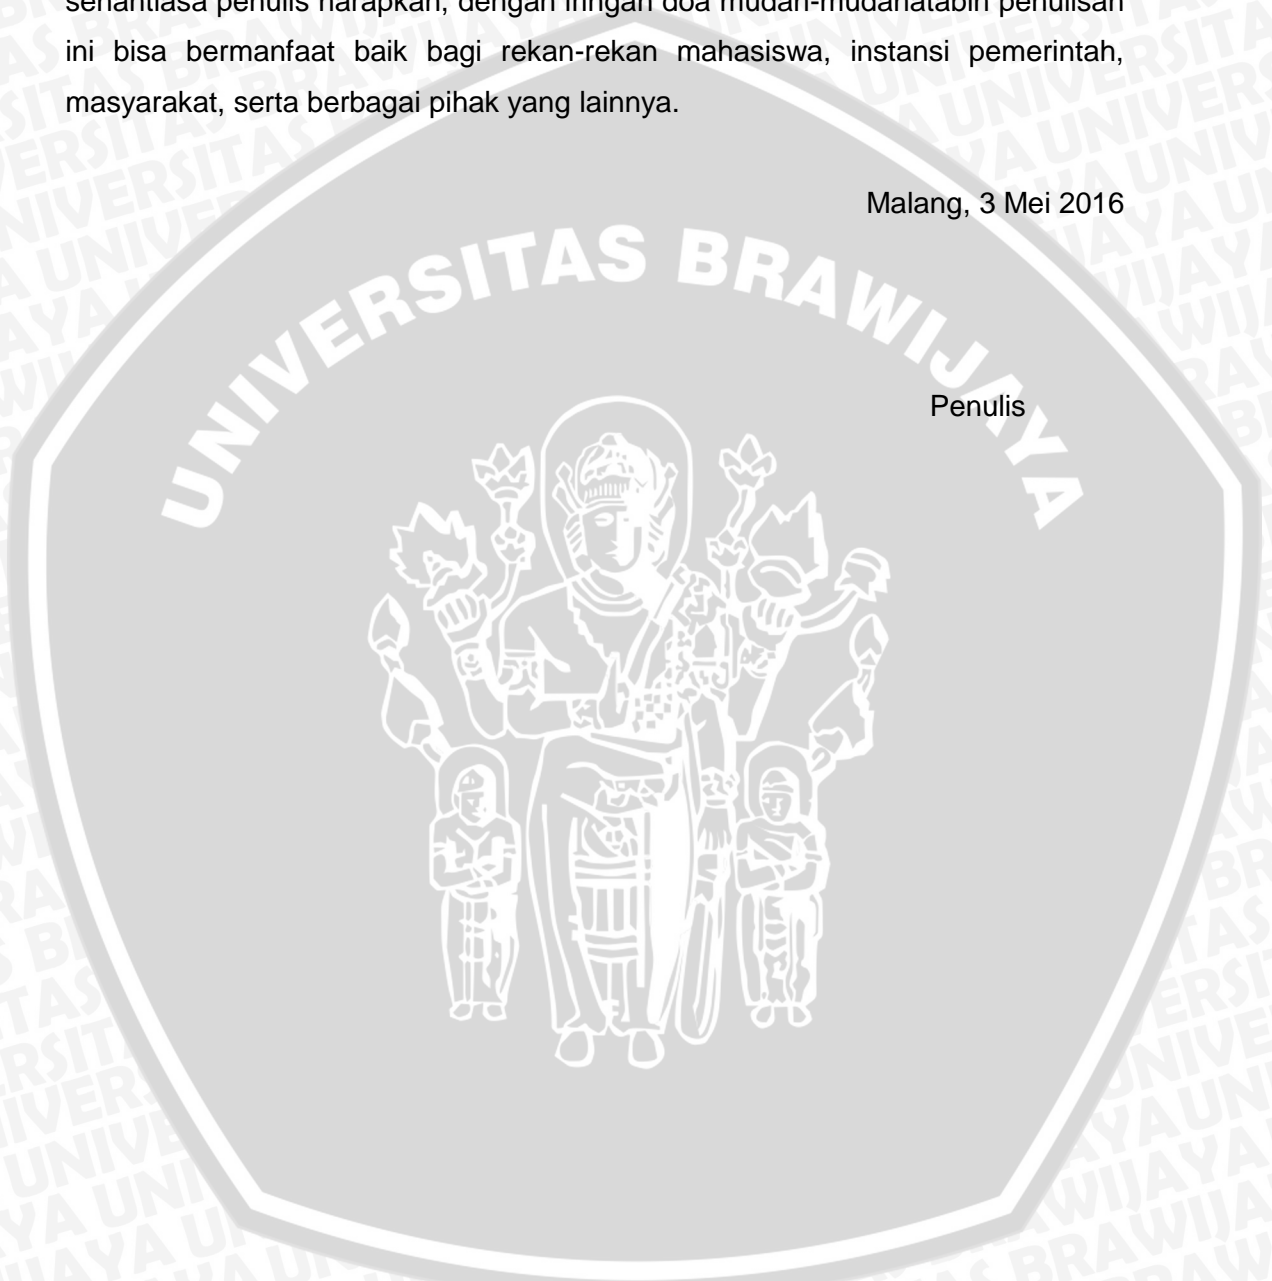 senantiasa penulis harapkan, dengan iringan doa mudah-mudahatabih penulisan
ini bisa bermanfaat baik bagi rekan-rekan mahasiswa, instansi pemerintah,
masyarakat, serta berbagai pihak yang lainnya.
Malang, 3 Mei 2016
UNIVERSITAS BRAWIJAYA
Penulis